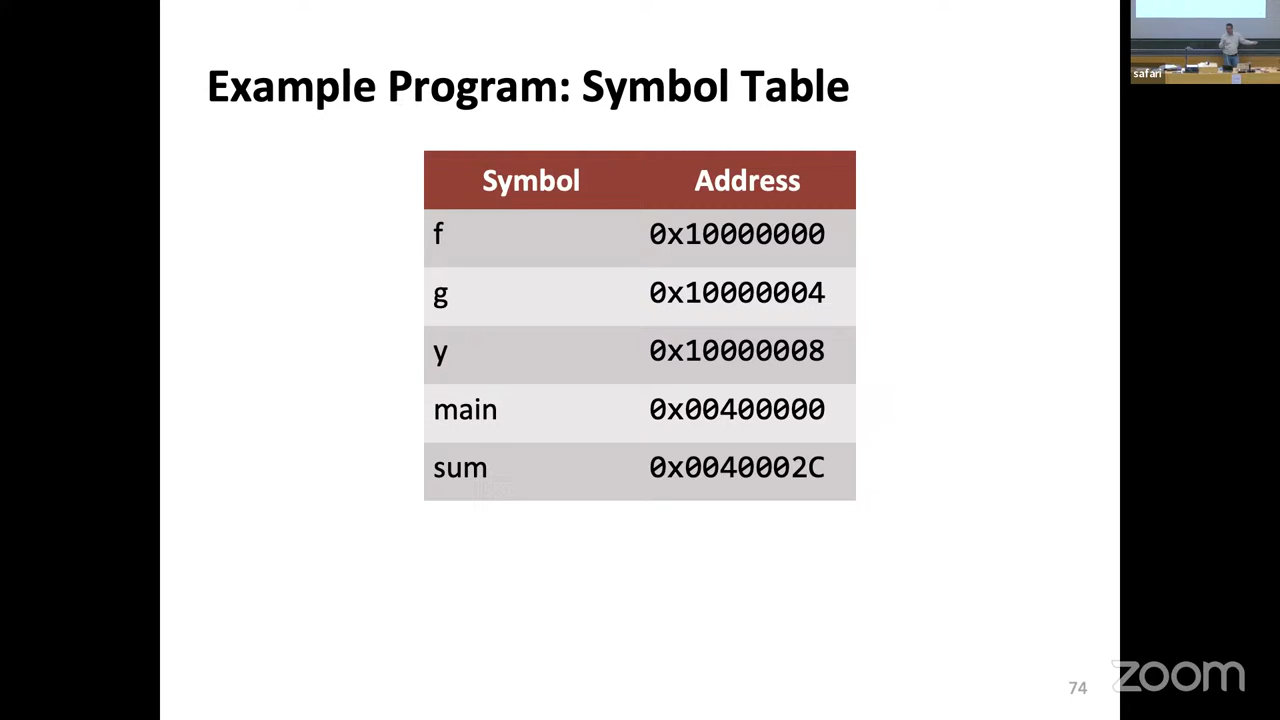 Example Program: Symbol Table
safari
Symbol Address
f 0x10000000
g 0x10000004
y 0x10000008
main 0x00400000
sum 0x0040002C
74
zoom